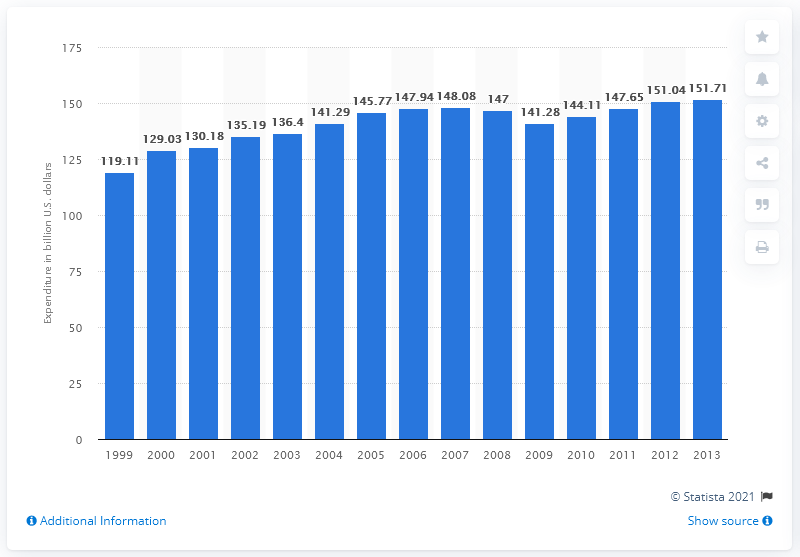 Expenditure in billion U.S. dollars
175
150
125
100
75
50
25
0
119.11 129.03 130.18 135.19 136.4 141.29 145.77 147.94 148.08 147 141.28 144.11 147.65 151.04 151.71
1999 2000 2001 2002 2003 2004 2005 2006 2007 2008 2009 2010 2011 2012 2013
© Statista 2021
Additional Information Show source